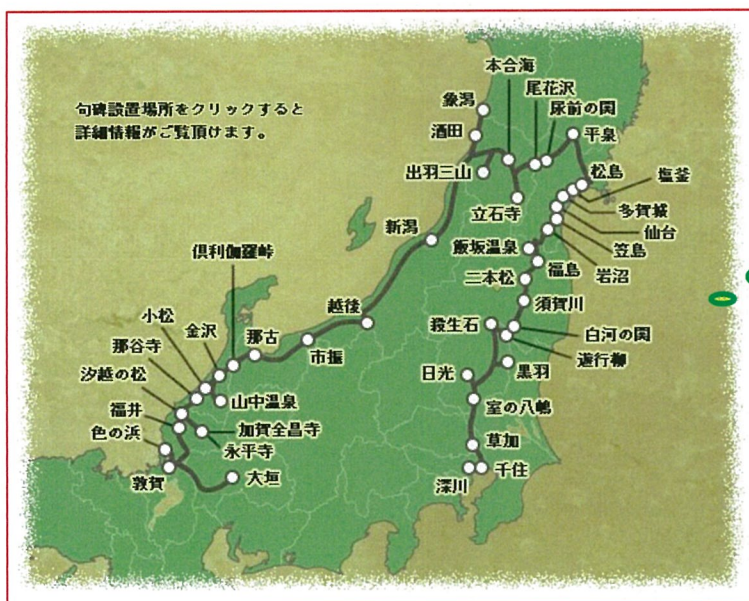 句碑設置場所をクリックすると
詳細情報がご覧頂けます。
本合海
尾花沢
尿前の関
象潟
平泉
酒田
松島
塩釜
出羽三山
立石寺
多賀城
仙台
新潟
飯坂温泉
笠島
倶利伽羅峠
福島
岩沼
二本松
越後
須賀川
小松
金沢
那古
殺生石
白河の関
那谷寺
市振
遊行柳
汐越の松
日光
黒羽
福井
山中温泉
室の八嶋
色の浜
加賀全昌寺
永平寺
草加
敦賀
大垣
深川
千住